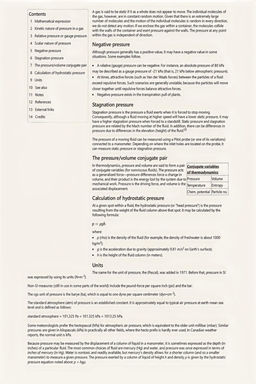 Contents
1 Mathematical expression
2 Kinetic nature of pressure in a gas
3 Relative pressure or gauge pressure
4 Scalar nature of pressure
5 Negative pressure
6 Stagnation pressure
7 The pressure/volume conjugate pair
8 Calculation of hydrostatic pressure
9 Units
10 See also
11 Notes
12 References
13 External links
14 Credits
A gas is said to be static if it as a whole does not appear to move. The individual molecules of
the gas, however, are in constant random motion. Given that there is an extremely large
number of molecules and the motion of the individual molecules is random in every direction,
we do not detect any motion. If we enclose the gas within a container, the molecules collide
with the walls of the container and exert pressure against the walls. The pressure at any point
within the gas is independent of direction.
Negative pressure
Although pressure generally has a positive value, it may have a negative value in some
situations. Some examples follow.
• A relative (gauge) pressure can be negative. For instance, an absolute pressure of 80 kPa
may be described as a gauge pressure of -21 kPa (that is, 21 kPa below atmospheric pressure).
• At times, attractive forces (such as Van der Waals forces) between the particles of a fluid
exceed repulsive forces. Such scenarios are generally unstable, because the particles will move
closer together until repulsive forces balance attractive forces.
• Negative pressure exists in the transpiration pull of plants.
Stagnation pressure
Stagnation pressure is the pressure a fluid exerts when it is forced to stop moving.
Consequently, although a fluid moving at higher speed will have a lower static pressure, it may
have a higher stagnation pressure when forced to a standstill. Static pressure and stagnation
pressure are related by the Mach number of the fluid. In addition, there can be differences in
pressure due to differences in the elevation (height) of the fluid.
The pressure of a moving fluid can be measured using a Pitot probe (or one of its variations)
connected to a manometer. Depending on where the inlet holes are located on the probe, it
can measure static pressure or stagnation pressure.
The pressure/volume conjugate pair
In thermodynamics, pressure and volume are said to form a pair
of conjugate variables (for nonviscous fluids). The pressure acts
as a generalized force—pressure differences force a change in
volume, and their product is the energy lost by the system due to
mechanical work. Pressure is the driving force, and volume is the
associated displacement.
Conjugate variables
of thermodynamics
Pressure Volume
Temperature Entropy
Chem. potential Particle no.
Calculation of hydrostatic pressure
At a given spot within a fluid, the hydrostatic pressure (or "head pressure") is the pressure
resulting from the weight of the fluid column above that spot. It may be calculated by the
following formula:
p = ρgh
where
• ρ (rho) is the density of the fluid (for example, the density of freshwater is about 1000
kg/m³);
• g is the acceleration due to gravity (approximately 9.81 m/s² on Earth's surface);
• h is the height of the fluid column (in meters).
Units
The name for the unit of pressure, the (Pascal), was added in 1971. Before that, pressure in SI
was expressed by using its units (N·m⁻²).
Non-SI measures (still in use in some parts of the world) include the pound-force per square inch (psi) and the bar.
The cgs unit of pressure is the barye (ba), which is equal to one dyne per square centimeter (dyn·cm⁻²).
The standard atmosphere (atm) of pressure is an established constant. It is approximately equal to typical air pressure at earth mean sea
level and is defined as follows.
standard atmosphere = 101,325 Pa = 101.325 kPa = 1013.25 hPa
Some meteorologists prefer the hectopascal (hPa) for atmospheric air pressure, which is equivalent to the older unit millibar (mbar). Similar
pressures are given in kilopascals (kPa) in practically all other fields, where the hecto prefix is hardly ever used. In Canadian weather
reports, the normal unit is kPa.
Because pressure may be measured by the displacement of a column of liquid in a manometer, it is sometimes expressed as the depth (in
inches) of a particular fluid. The most common choices of fluid are mercury (Hg) and water, and pressure was once expressed in terms of
inches of mercury (in Hg). Water is nontoxic and readily available, but mercury's density allows for a shorter column (and so a smaller
manometer) to measure a given pressure. The pressure exerted by a column of liquid of height h and density ρ is given by the hydrostatic
pressure equation noted above: p = hgρ.